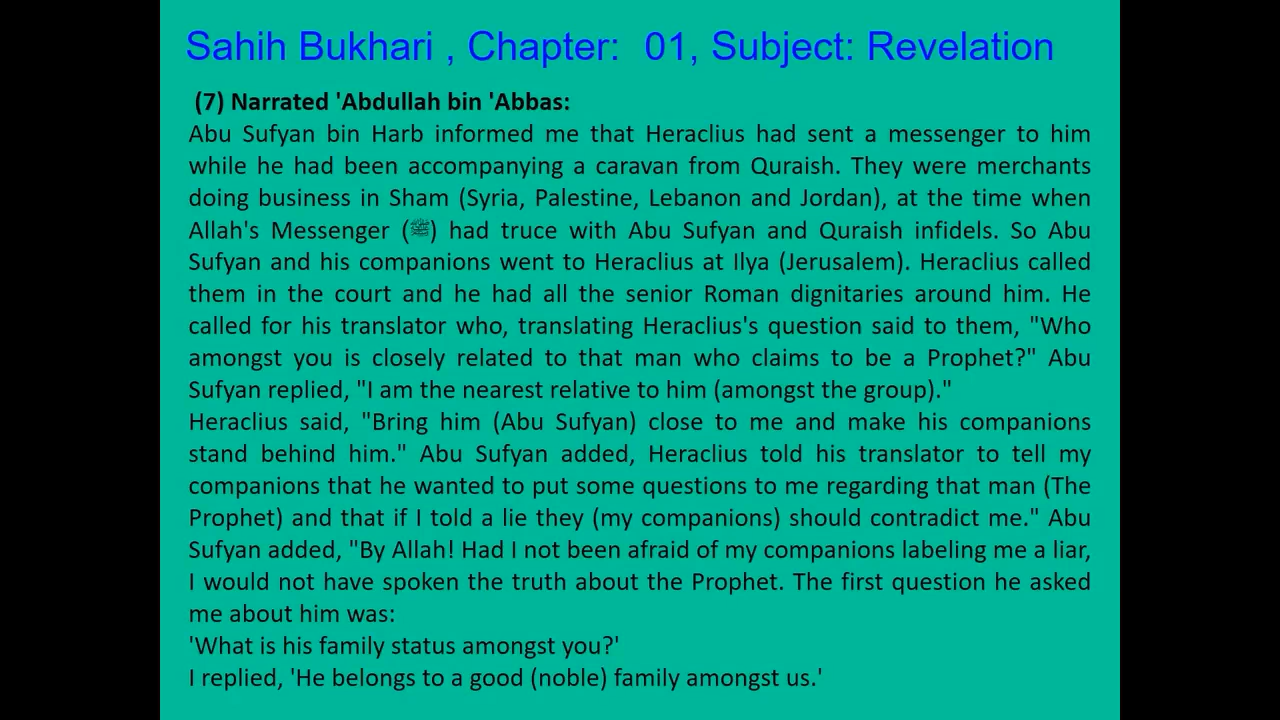 Sahih Bukhari , Chapter:  01, Subject: Revelation
(7) Narrated 'Abdullah bin 'Abbas:
Abu Sufyan bin Harb informed me that Heraclius had sent a messenger to him
while he had been accompanying a caravan from Quraish. They were merchants
doing business in Sham (Syria, Palestine, Lebanon and Jordan), at the time when
Allah's Messenger (ﷺ) had truce with Abu Sufyan and Quraish infidels. So Abu
Sufyan and his companions went to Heraclius at Ilya (Jerusalem). Heraclius called
them in the court and he had all the senior Roman dignitaries around him. He
called for his translator who, translating Heraclius's question said to them, "Who
amongst you is closely related to that man who claims to be a Prophet?" Abu
Sufyan replied, "I am the nearest relative to him (amongst the group)."
Heraclius said, "Bring him (Abu Sufyan) close to me and make his companions
stand behind him." Abu Sufyan added, Heraclius told his translator to tell my
companions that he wanted to put some questions to me regarding that man (The
Prophet) and that if I told a lie they (my companions) should contradict me." Abu
Sufyan added, "By Allah! Had I not been afraid of my companions labeling me a liar,
I would not have spoken the truth about the Prophet. The first question he asked
me about him was:
'What is his family status amongst you?'
I replied, 'He belongs to a good (noble) family amongst us.'